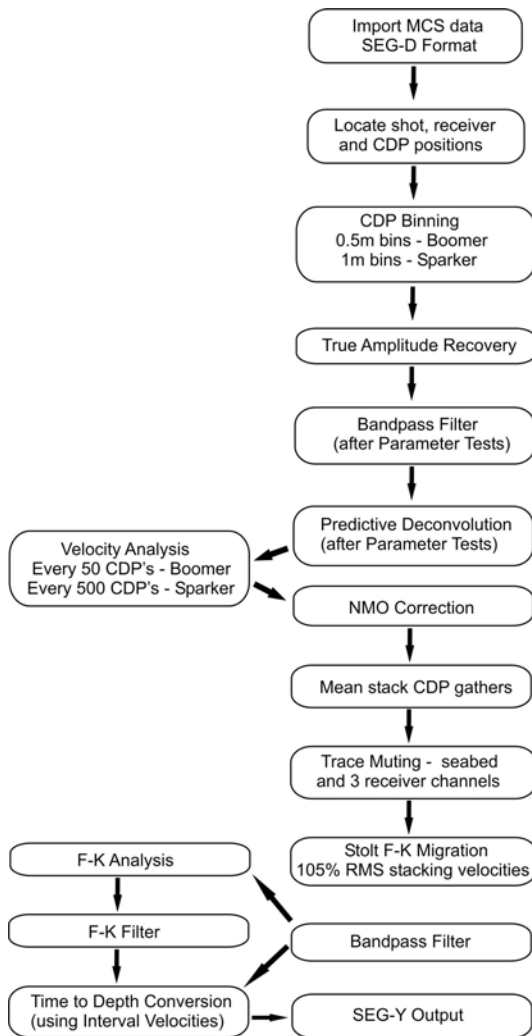 Import MCS data
SEG-D Format
Locate shot, receiver
and CDP positions
CDP Binning
0.5m bins - Boomer
1m bins - Sparker
True Amplitude Recovery
Bandpass Filter
(after Parameter Tests)
Predictive Deconvolution
(after Parameter Tests)
Velocity Analysis
Every 50 CDP's - Boomer
Every 500 CDP's - Sparker
NMO Correction
Mean stack CDP gathers
Trace Muting - seabed
and 3 receiver channels
Stolt F-K Migration
105% RMS stacking velocities
Bandpass Filter
F-K Analysis
F-K Filter
Time to Depth Conversion
(using Interval Velocities)
SEG-Y Output